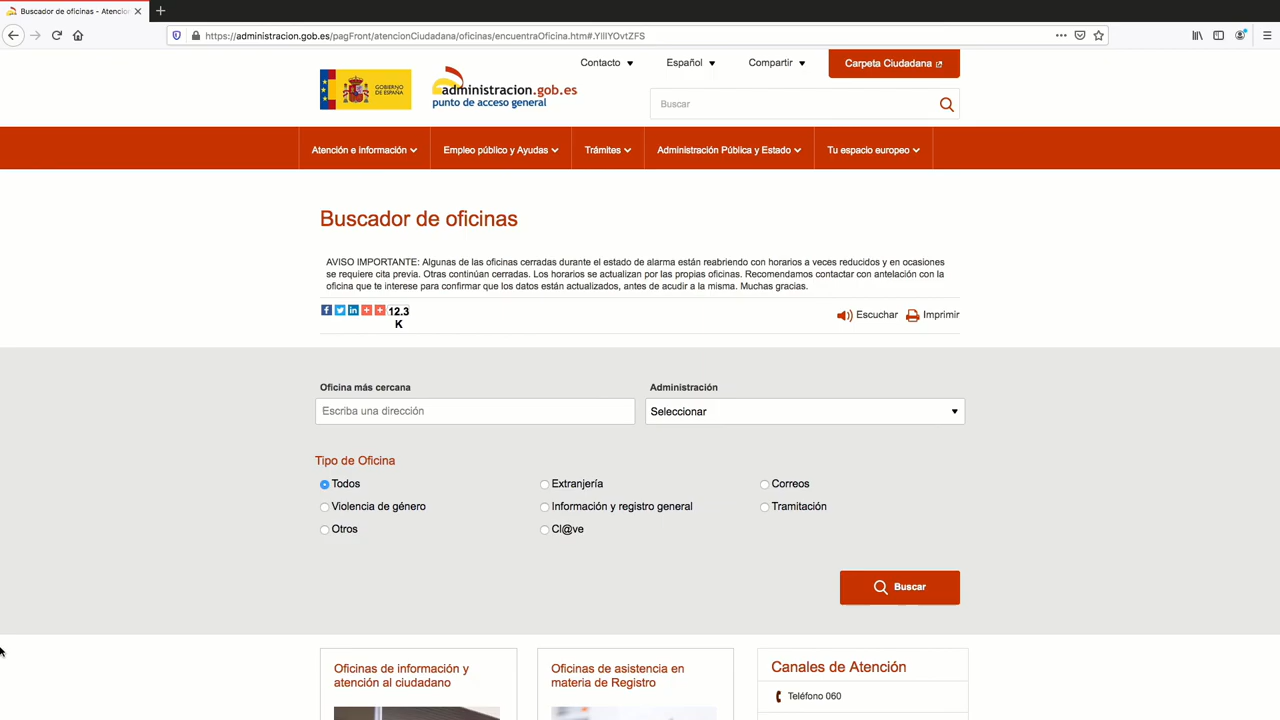 Buscador de oficinas - Atencion
https://administracion.gob.es/pagFront/atencionCiudadana/oficinas/encuentraOficina.htm#.YIlIYOvtZFS
Contacto
Español
Compartir
Carpeta Ciudadana
GOBIERNO
DE ESPAÑA
administracion.gob.es
punto de acceso general
Buscar
Atención e información
Empleo público y Ayudas
Trámites
Administración Pública y Estado
Tu espacio europeo
Buscador de oficinas
AVISO IMPORTANTE: Algunas de las oficinas cerradas durante el estado de alarma están reabriendo con horarios a veces reducidos y en ocasiones
se requiere cita previa. Otras continúan cerradas. Los horarios se actualizan por las propias oficinas. Recomendamos contactar con antelación con la
oficina que te interese para confirmar que los datos están actualizados, antes de acudir a la misma. Muchas gracias.
12.3
K
Escuchar
Imprimir
Oficina más cercana
Administración
Escriba una dirección
Seleccionar
Tipo de Oficina
Todos
Extranjería
Correos
Violencia de género
Información y registro general
Tramitación
Otros
Cl@ve
Buscar
Oficinas de información y
atención al ciudadano
Oficinas de asistencia en
materia de Registro
Canales de Atención
Teléfono 060